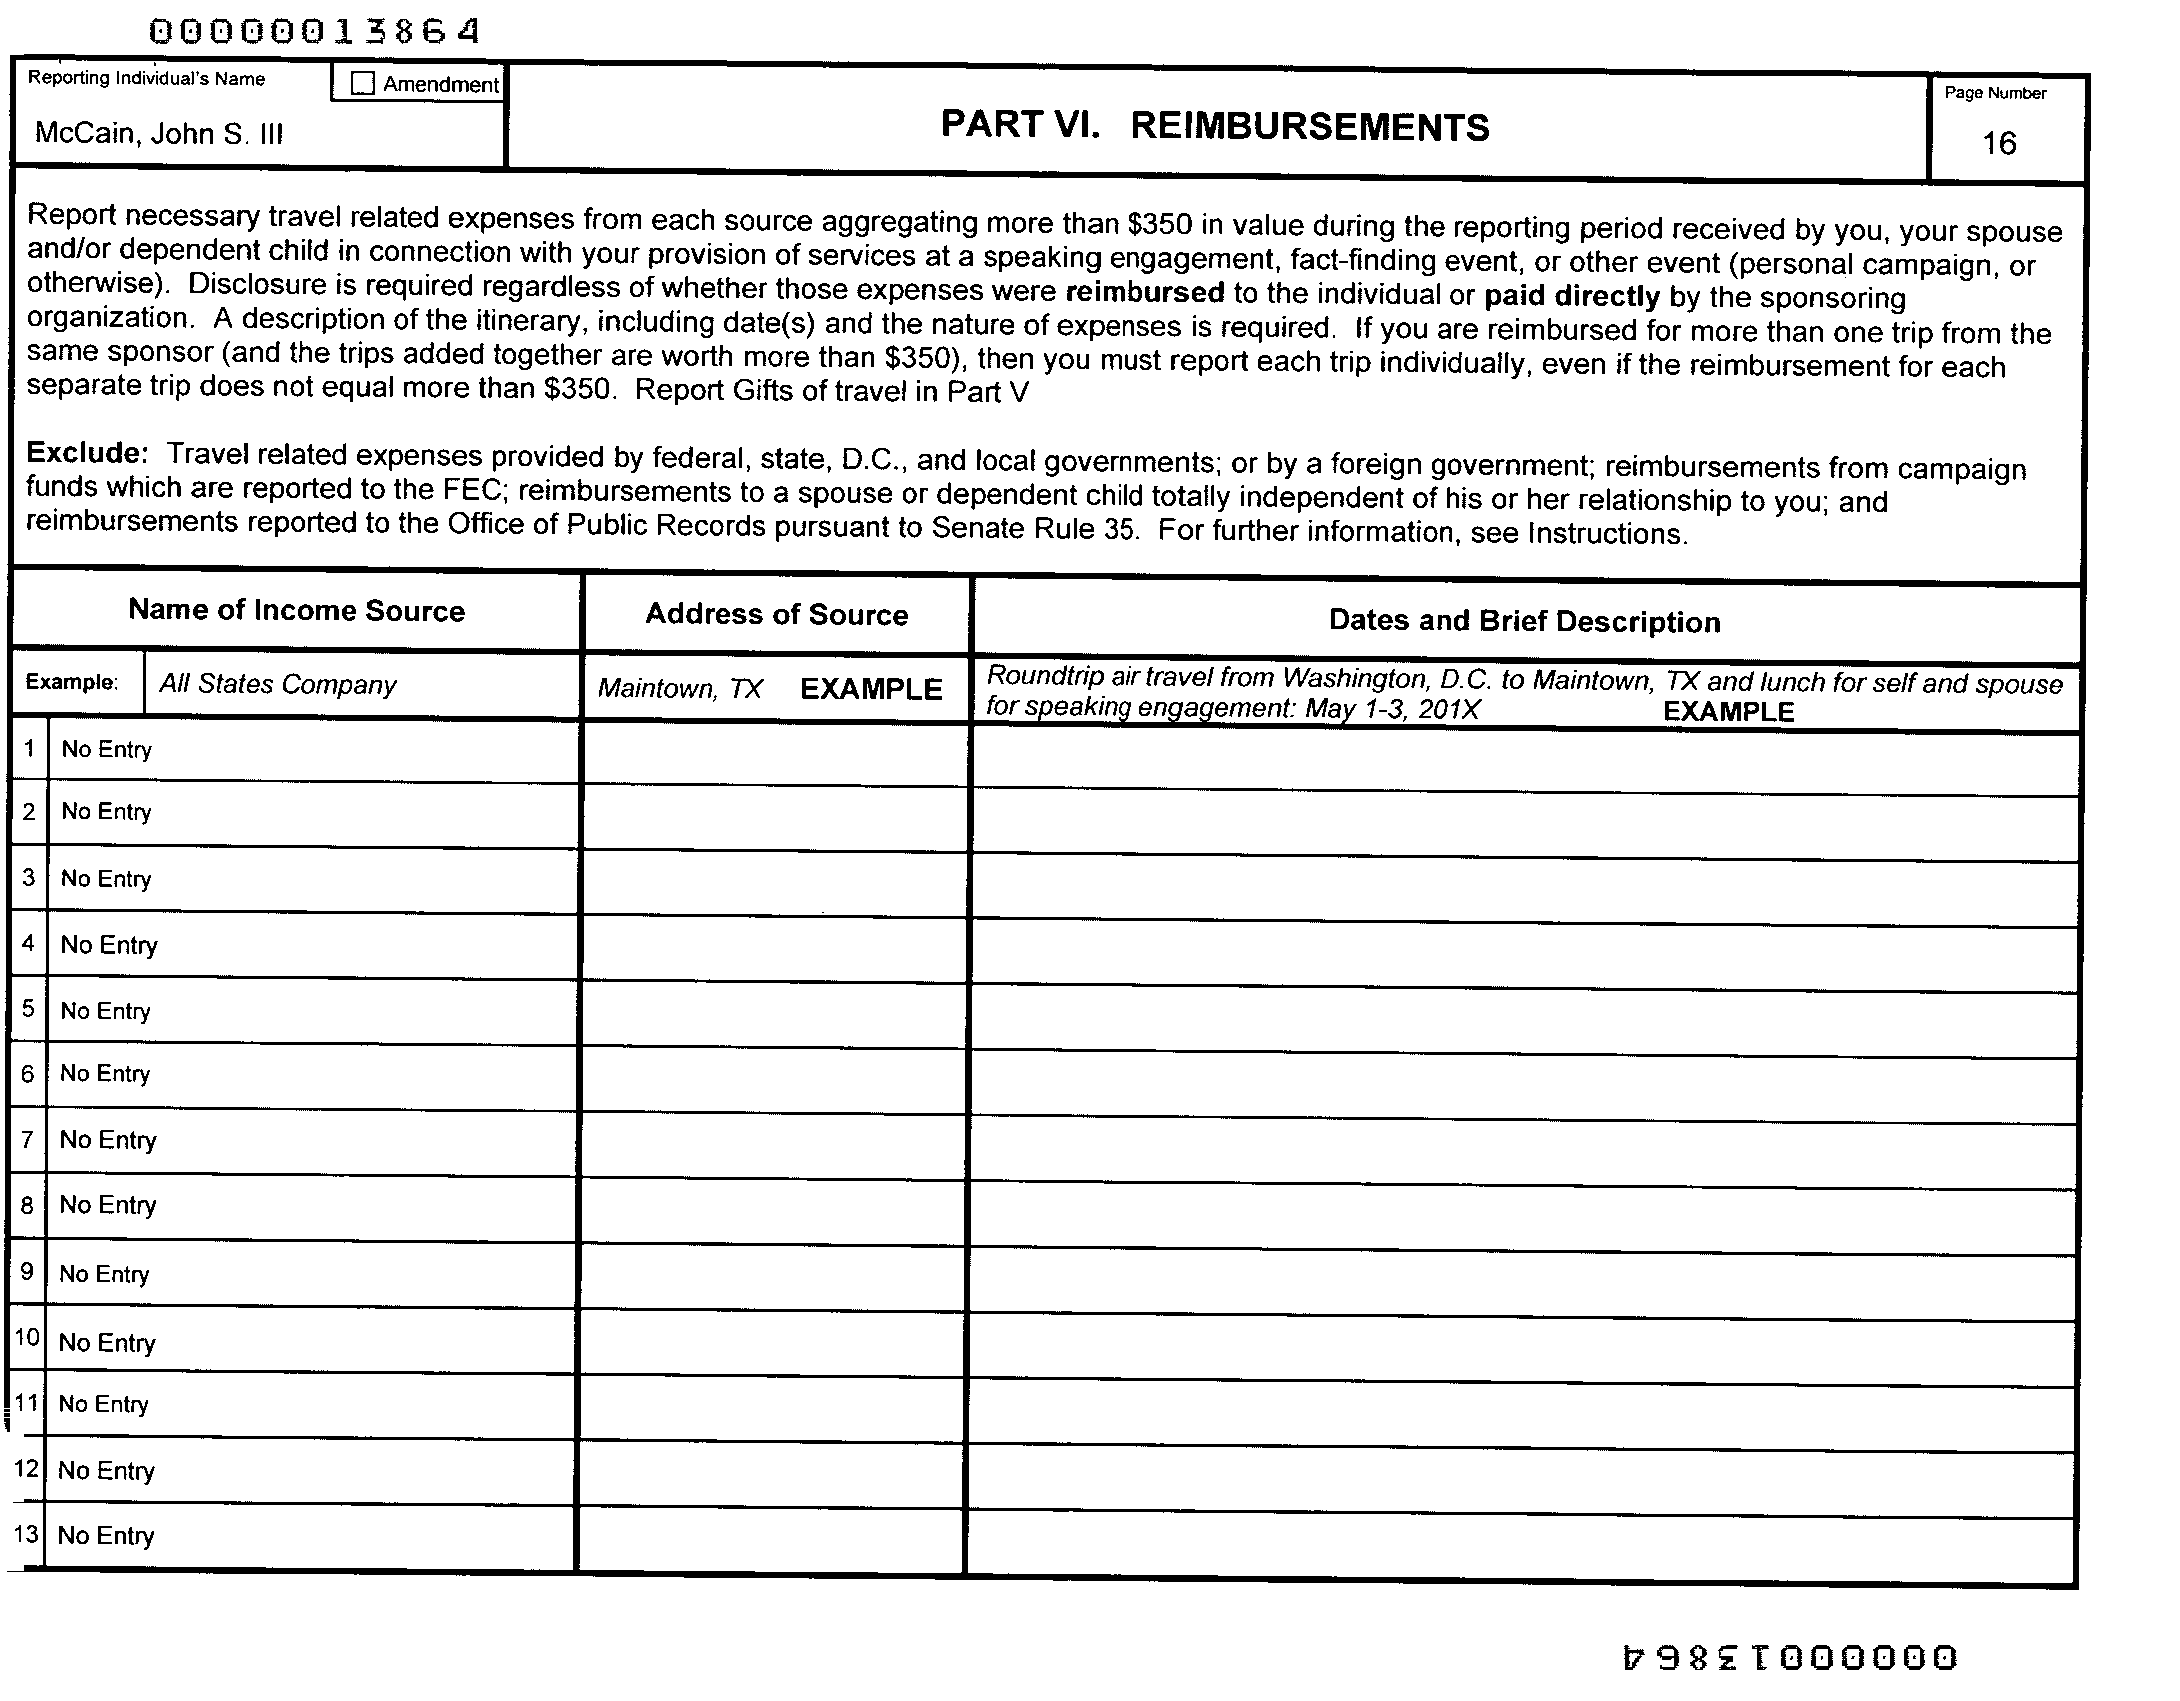 00000013864
Reporting Individual's Name
Amendment
McCain, John S. III
PART VI. REIMBURSEMENTS
Page Number
16
Report necessary travel related expenses from each source aggregating more than $350 in value during the reporting period received by you, your spouse
and/or dependent child in connection with your provision of services at a speaking engagement, fact-finding event, or other event (personal campaign, or
otherwise). Disclosure is required regardless of whether those expenses were reimbursed to the individual or paid directly by the sponsoring
organization. A description of the itinerary, including date(s) and the nature of expenses is required. If you are reimbursed for more than one trip from the
same sponsor (and the trips added together are worth more than $350), then you must report each trip individually, even if the reimbursement for each
separate trip does not equal more than $350. Report Gifts of travel in Part V
Exclude: Travel related expenses provided by federal, state, D.C., and local governments; or by a foreign government; reimbursements from campaign
funds which are reported to the FEC; reimbursements to a spouse or dependent child totally independent of his or her relationship to you; and
reimbursements reported to the Office of Public Records pursuant to Senate Rule 35. For further information, see Instructions.
Name of Income Source
Address of Source
Dates and Brief Description
Example: All States Company
Maintown, TX EXAMPLE
Roundtrip air travel from Washington, D.C. to Maintown, TX and lunch for self and spouse
for speaking engagement: May 1-3, 201X EXAMPLE
1 No Entry
2 No Entry
3 No Entry
4 No Entry
5 No Entry
6 No Entry
7 No Entry
8 No Entry
9 No Entry
10 No Entry
11 No Entry
12 No Entry
13 No Entry
00000013864